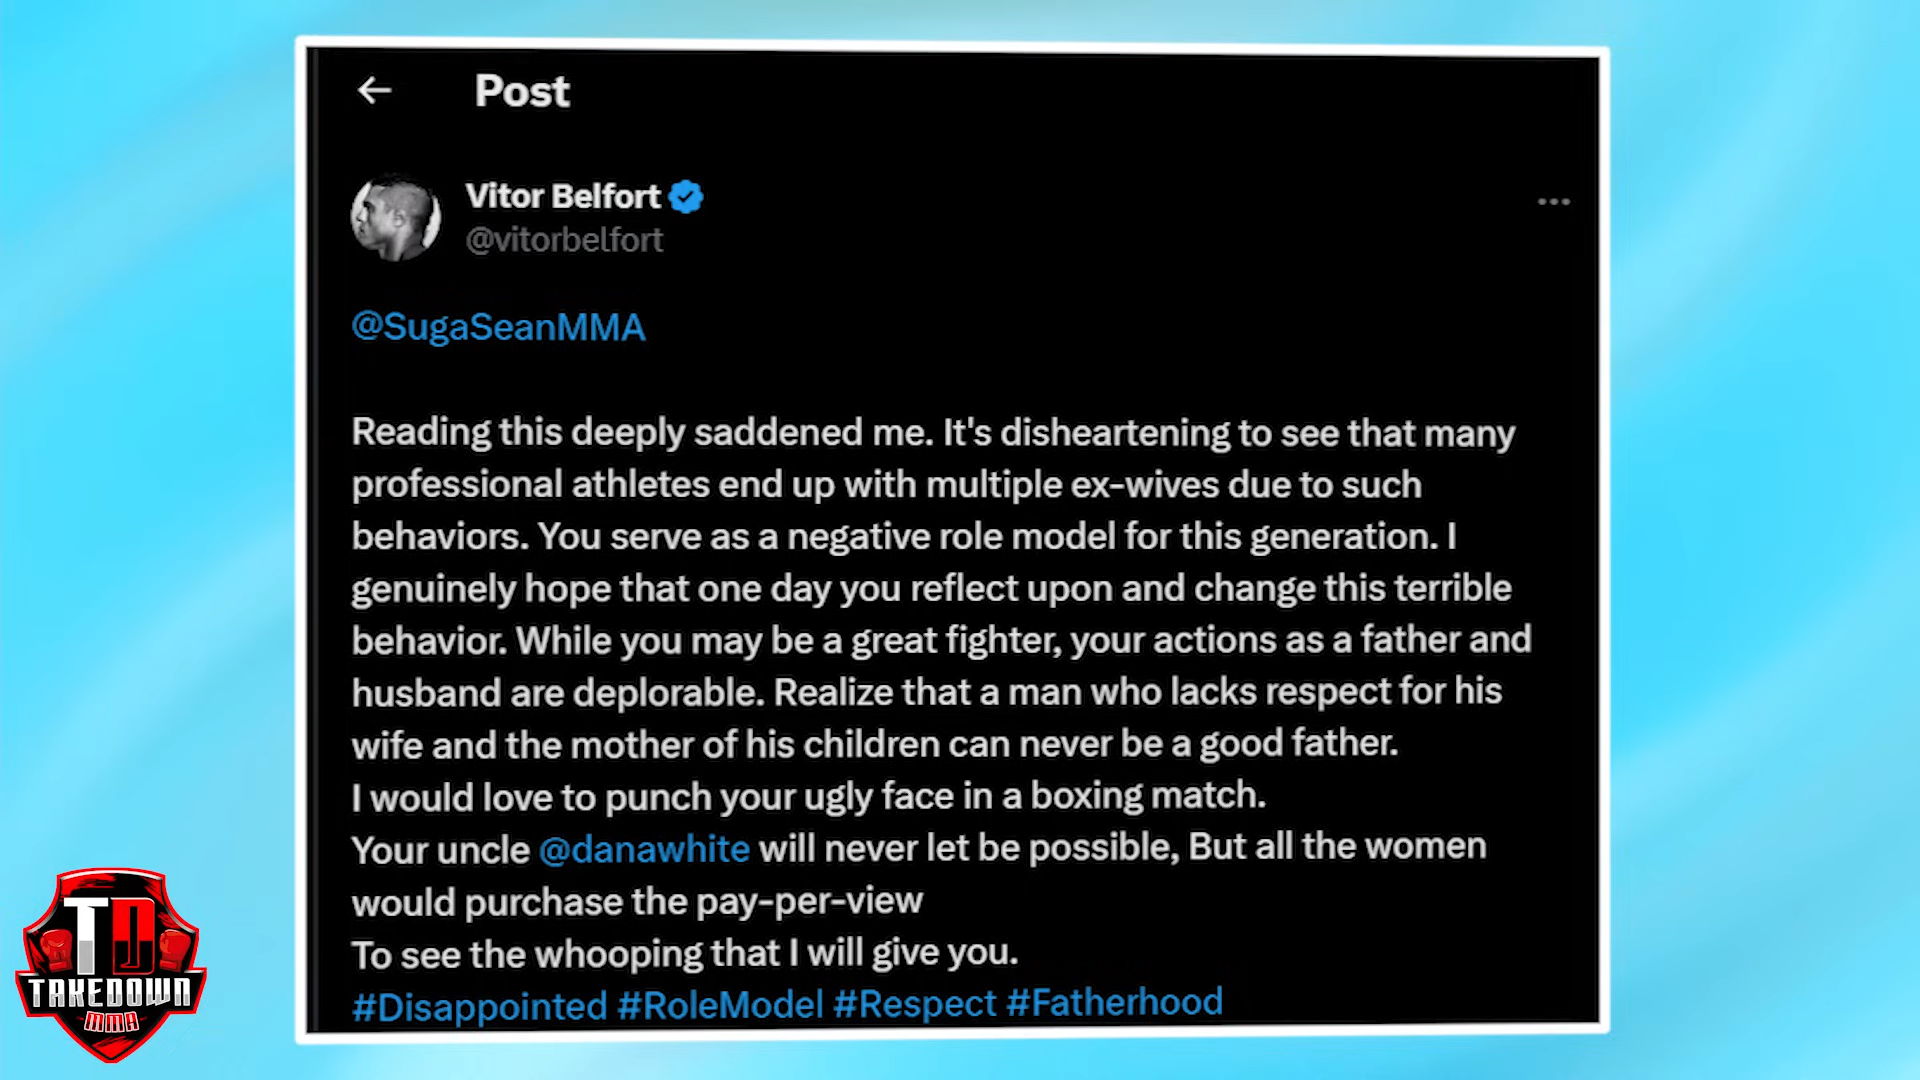 Post
Vitor Belfort
@vitorbelfort
@SugaSeanMMA
Reading this deeply saddened me. It's disheartening to see that many
professional athletes end up with multiple ex-wives due to such
behaviors. You serve as a negative role model for this generation. I
genuinely hope that one day you reflect upon and change this terrible
behavior. While you may be a great fighter, your actions as a father and
husband are deplorable. Realize that a man who lacks respect for his
wife and the mother of his children can never be a good father.
I would love to punch your ugly face in a boxing match.
Your uncle @danawhite will never let be possible, But all the women
would purchase the pay-per-view
To see the whooping that I will give you.
#Disappointed #RoleModel #Respect #Fatherhood
TD
TAKEDOWN
MMA